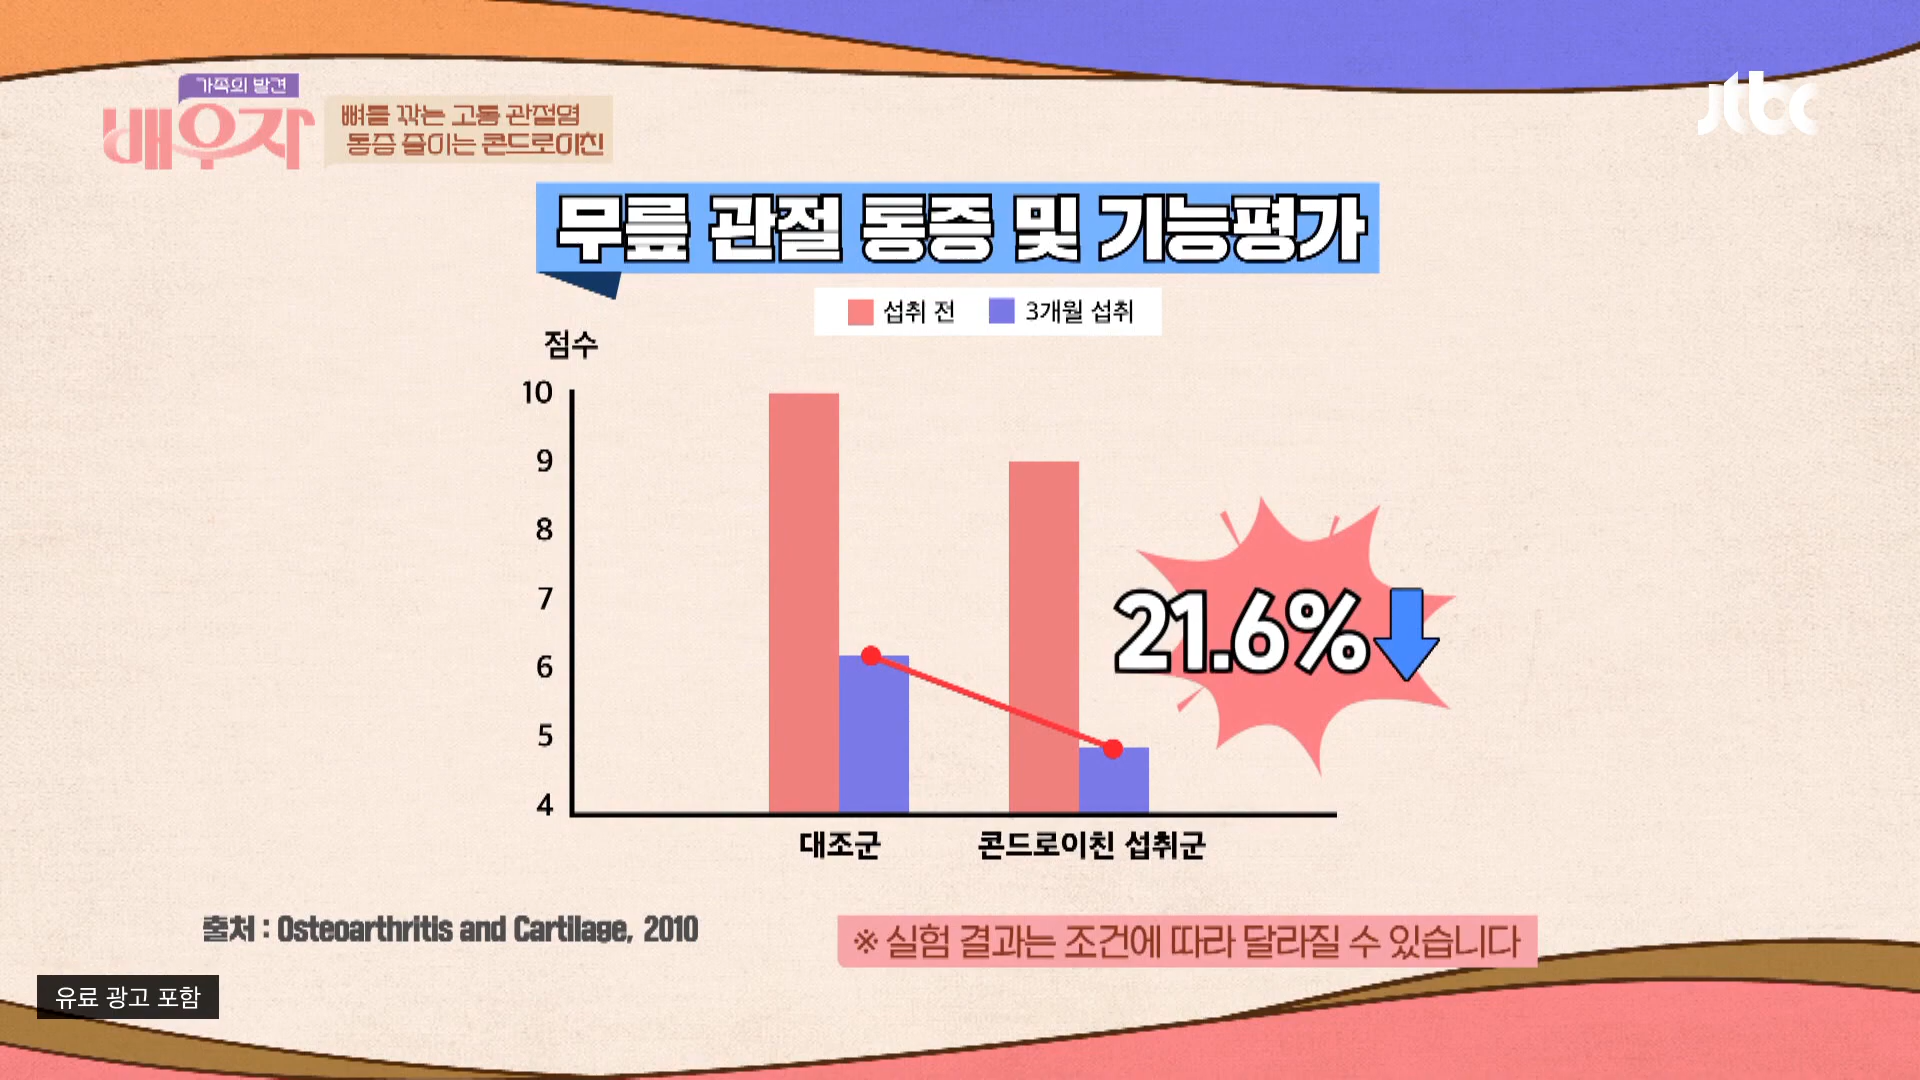 가족의 발견
배우자
뼈를 깎는 고통 관절염
통증 줄이는 콘드로이친
jtbc
무릎 관절 통증 및 기능평가
섭취 전
3개월 섭취
점수
10
9
8
7
6
5
4
21.6%
대조군
콘드로이친 섭취군
출처 : Osteoarthritis and Cartilage, 2010
※ 실험 결과는 조건에 따라 달라질 수 있습니다
유료 광고 포함